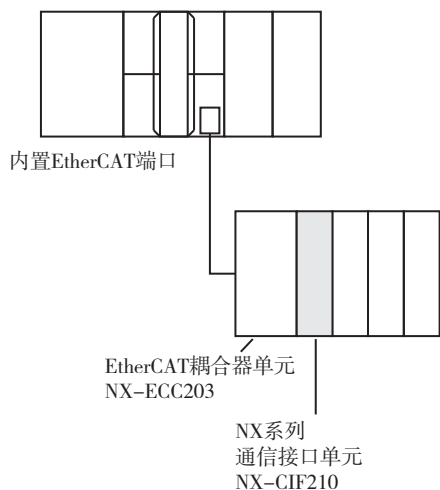 内置EtherCAT端口
EtherCAT耦合器单元
NX-ECC203
NX系列
通信接口单元
NX-CIF210